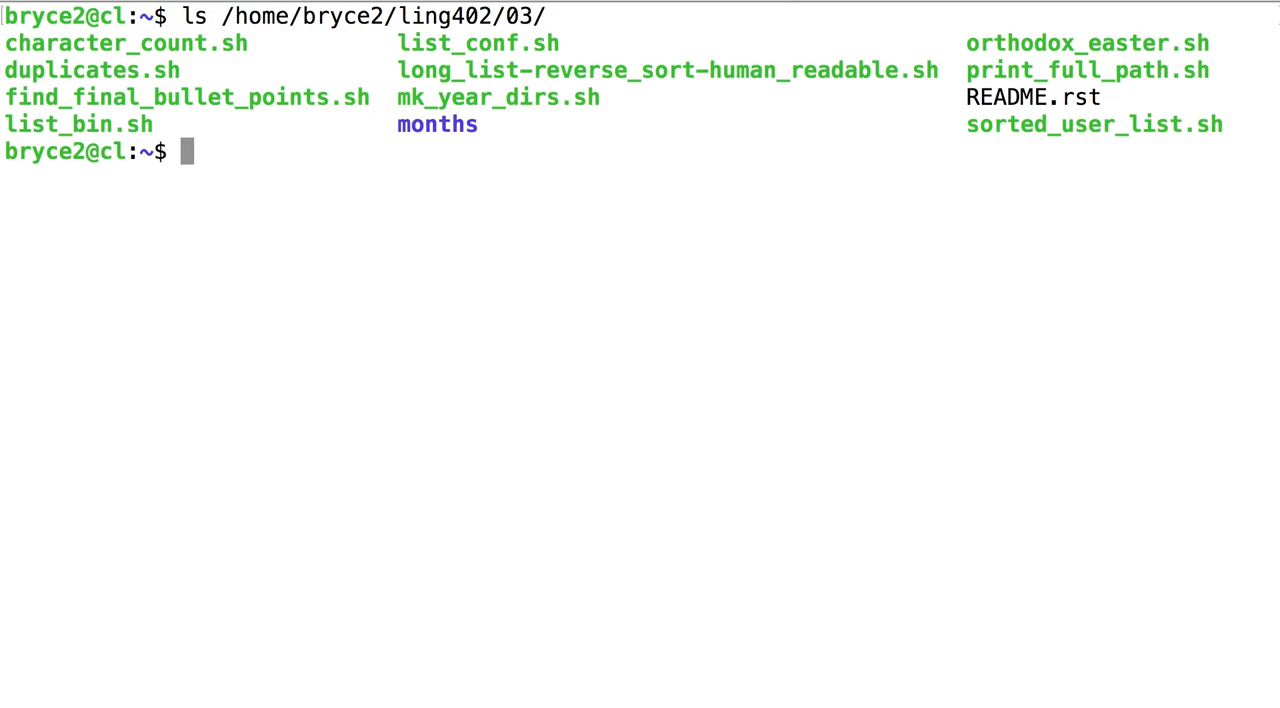 bryce2@cl:~$ ls /home/bryce2/ling402/03/
character_count.sh list_conf.sh orthodox_easter.sh
duplicates.sh long_list-reverse_sort-human_readable.sh print_full_path.sh
find_final_bullet_points.sh mk_year_dirs.sh README.rst
list_bin.sh months sorted_user_list.sh
bryce2@cl:~$